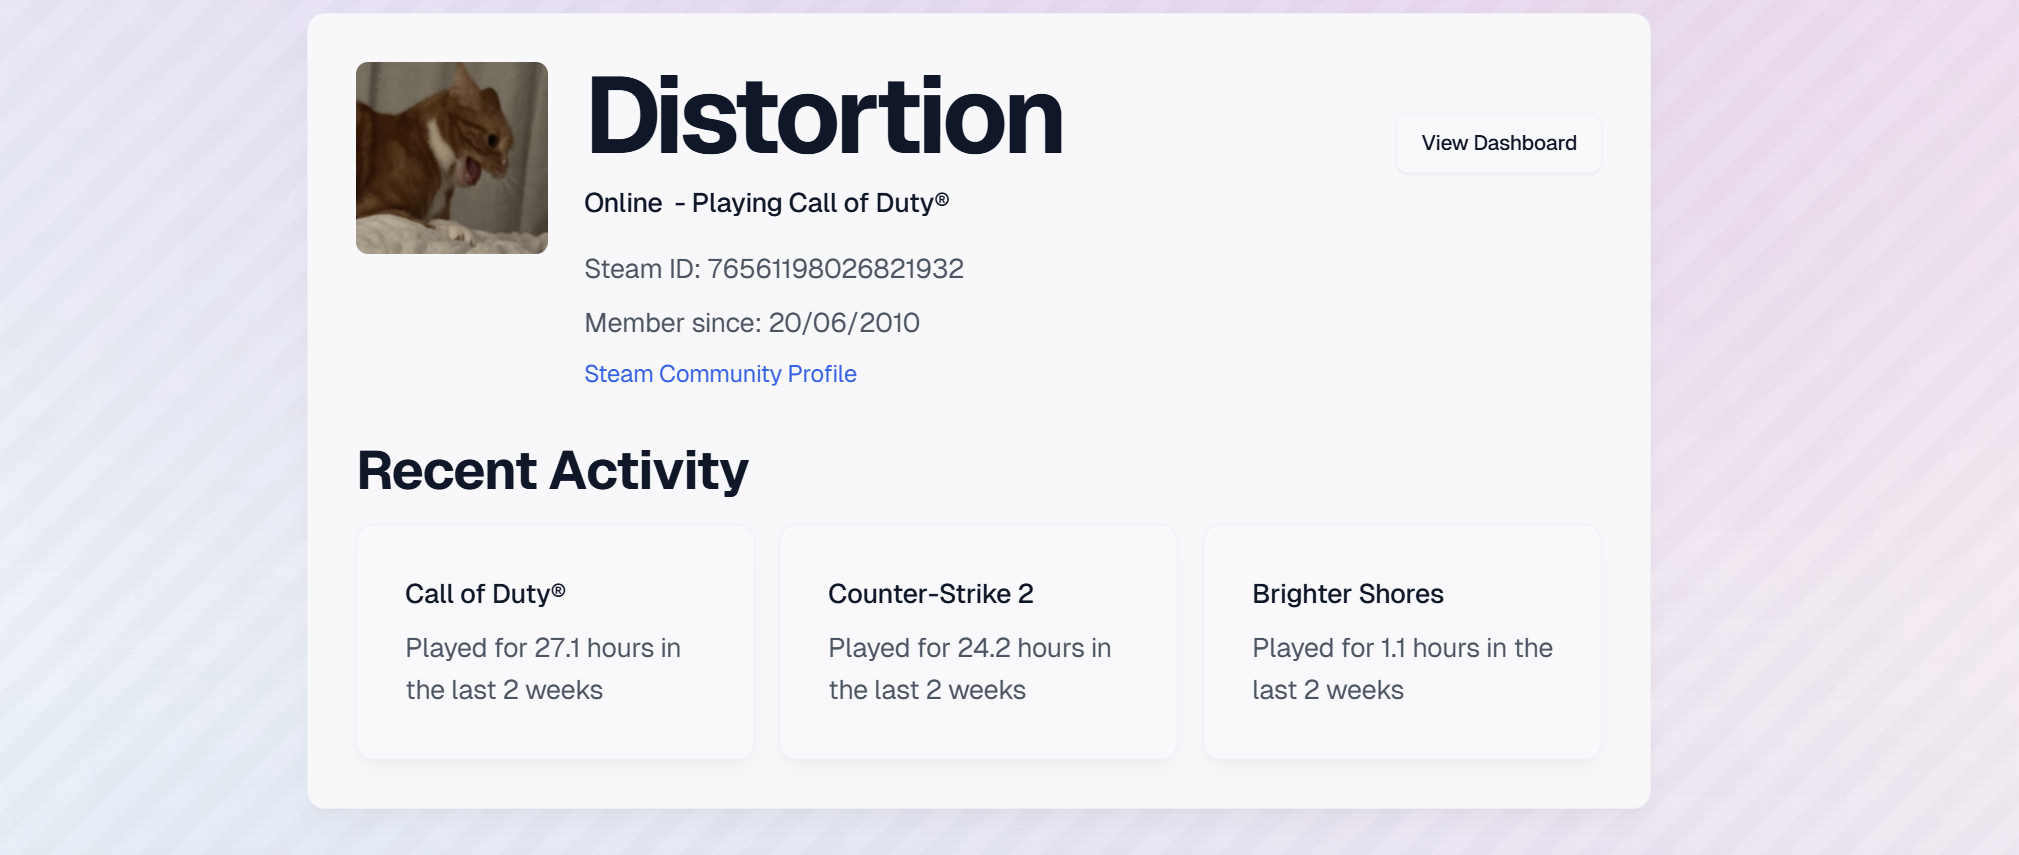 Distortion
View Dashboard
Online - Playing Call of Duty®
Steam ID: 76561198026821932
Member since: 20/06/2010
Steam Community Profile
Recent Activity
Call of Duty®
Played for 27.1 hours in
the last 2 weeks
Counter-Strike 2
Played for 24.2 hours in
the last 2 weeks
Brighter Shores
Played for 1.1 hours in the
last 2 weeks